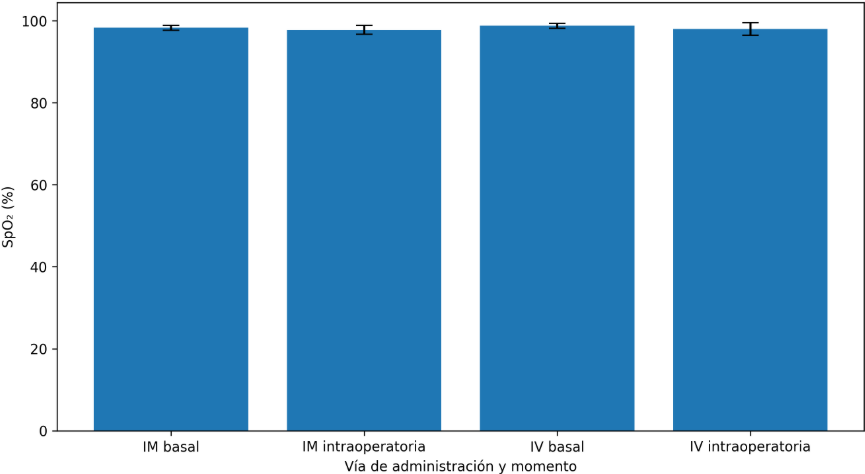 100
80
60
40
20
0
SpO₂ (%)
IM basal
IM intraoperatoria
IV basal
IV intraoperatoria
Vía de administración y momento